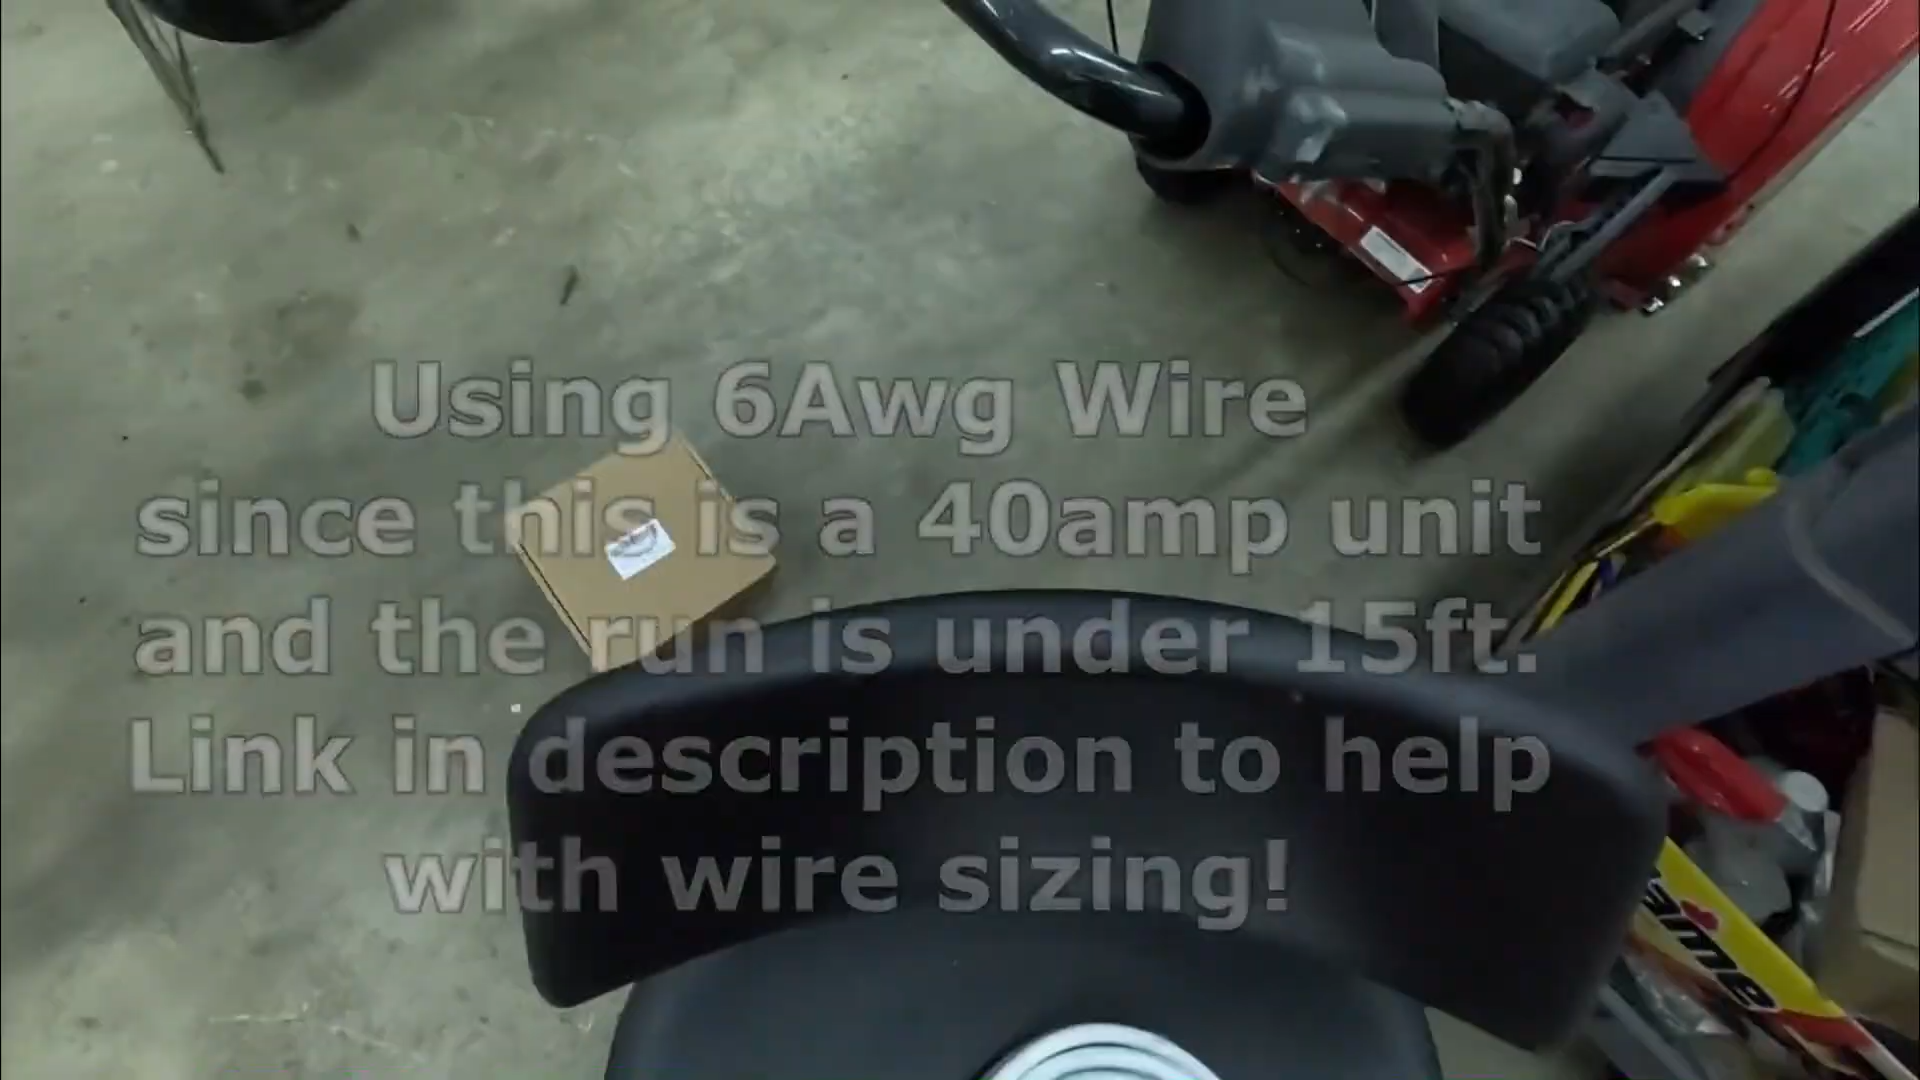 Using 6Awg Wire
since this is a 40amp unit
and the run is under 15ft.
Link in description to help
with wire sizing!